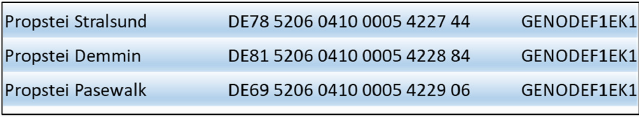 Propstei Stralsund DE78 5206 0410 0005 4227 44 GENODEF1EK1
Propstei Demmin DE81 5206 0410 0005 4228 84 GENODEF1EK1
Propstei Pasewalk DE69 5206 0410 0005 4229 06 GENODEF1EK1